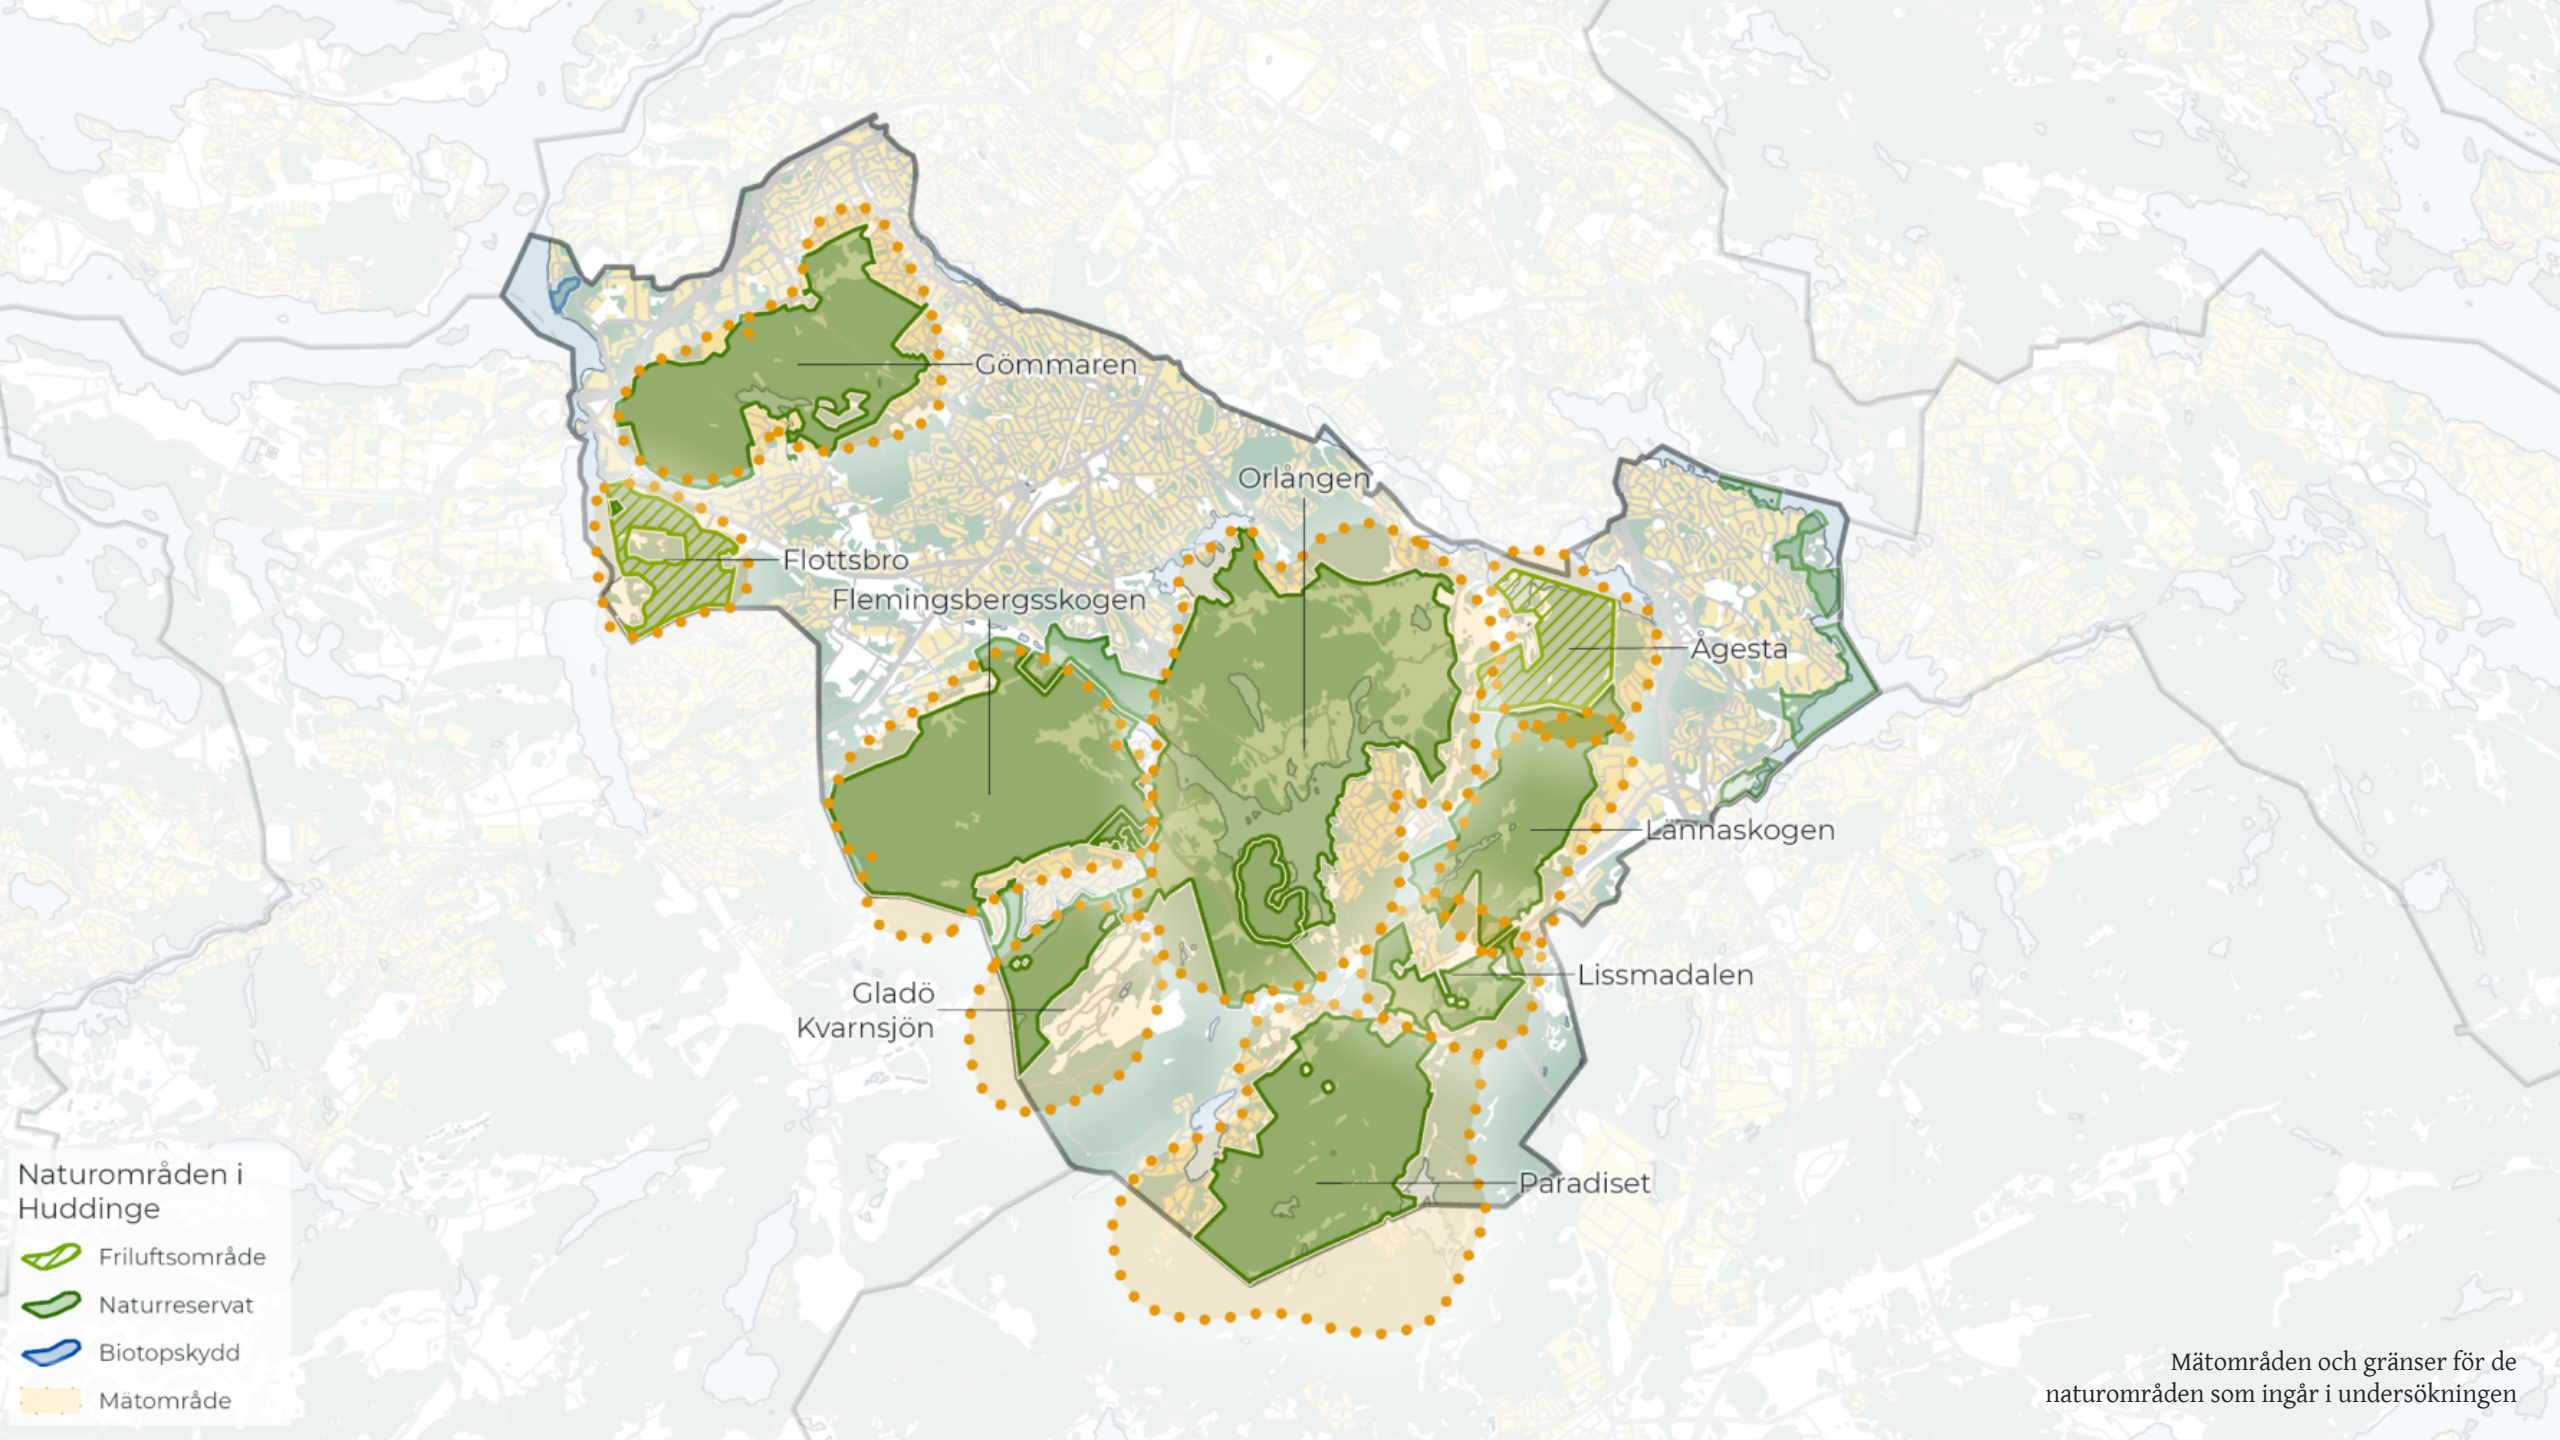 Gömmaren
Orlången
Flottsbro
Flemingsbergsskogen
Ågesta
Lännaskogen
Lissmadalen
Gladö
Kvarnsjön
Paradiset
Naturområden i
Huddinge
Friluftsområde
Naturreservat
Biotopskydd
Mätområde
Mätområden och gränser för de
naturområden som ingår i undersökningen